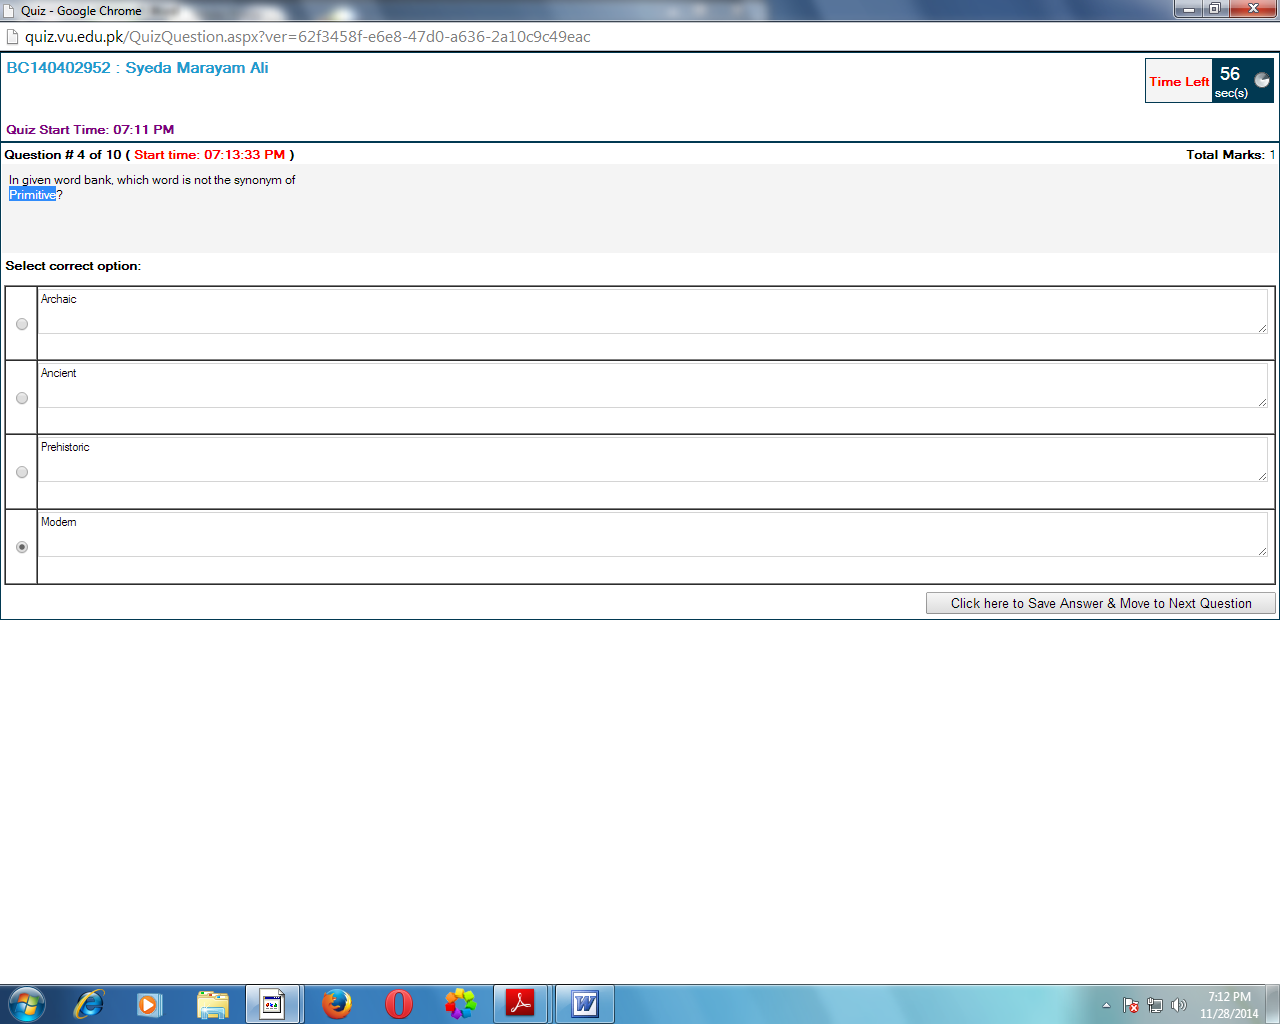 Quiz - Google Chrome
quiz.vu.edu.pk/QuizQuestion.aspx?ver=62f3458f-e6e8-47d0-a636-2a10c9c49eac
BC140402952 : Syeda Marayam Ali
Time Left 56 sec(s)
Quiz Start Time: 07:11 PM
Question # 4 of 10 ( Start time: 07:13:33 PM )
Total Marks: 1
In given word bank, which word is not the synonym of
Primitive?
Select correct option:
Archaic
Ancient
Prehistoric
Modern
Click here to Save Answer & Move to Next Question
7:12 PM
11/28/2014